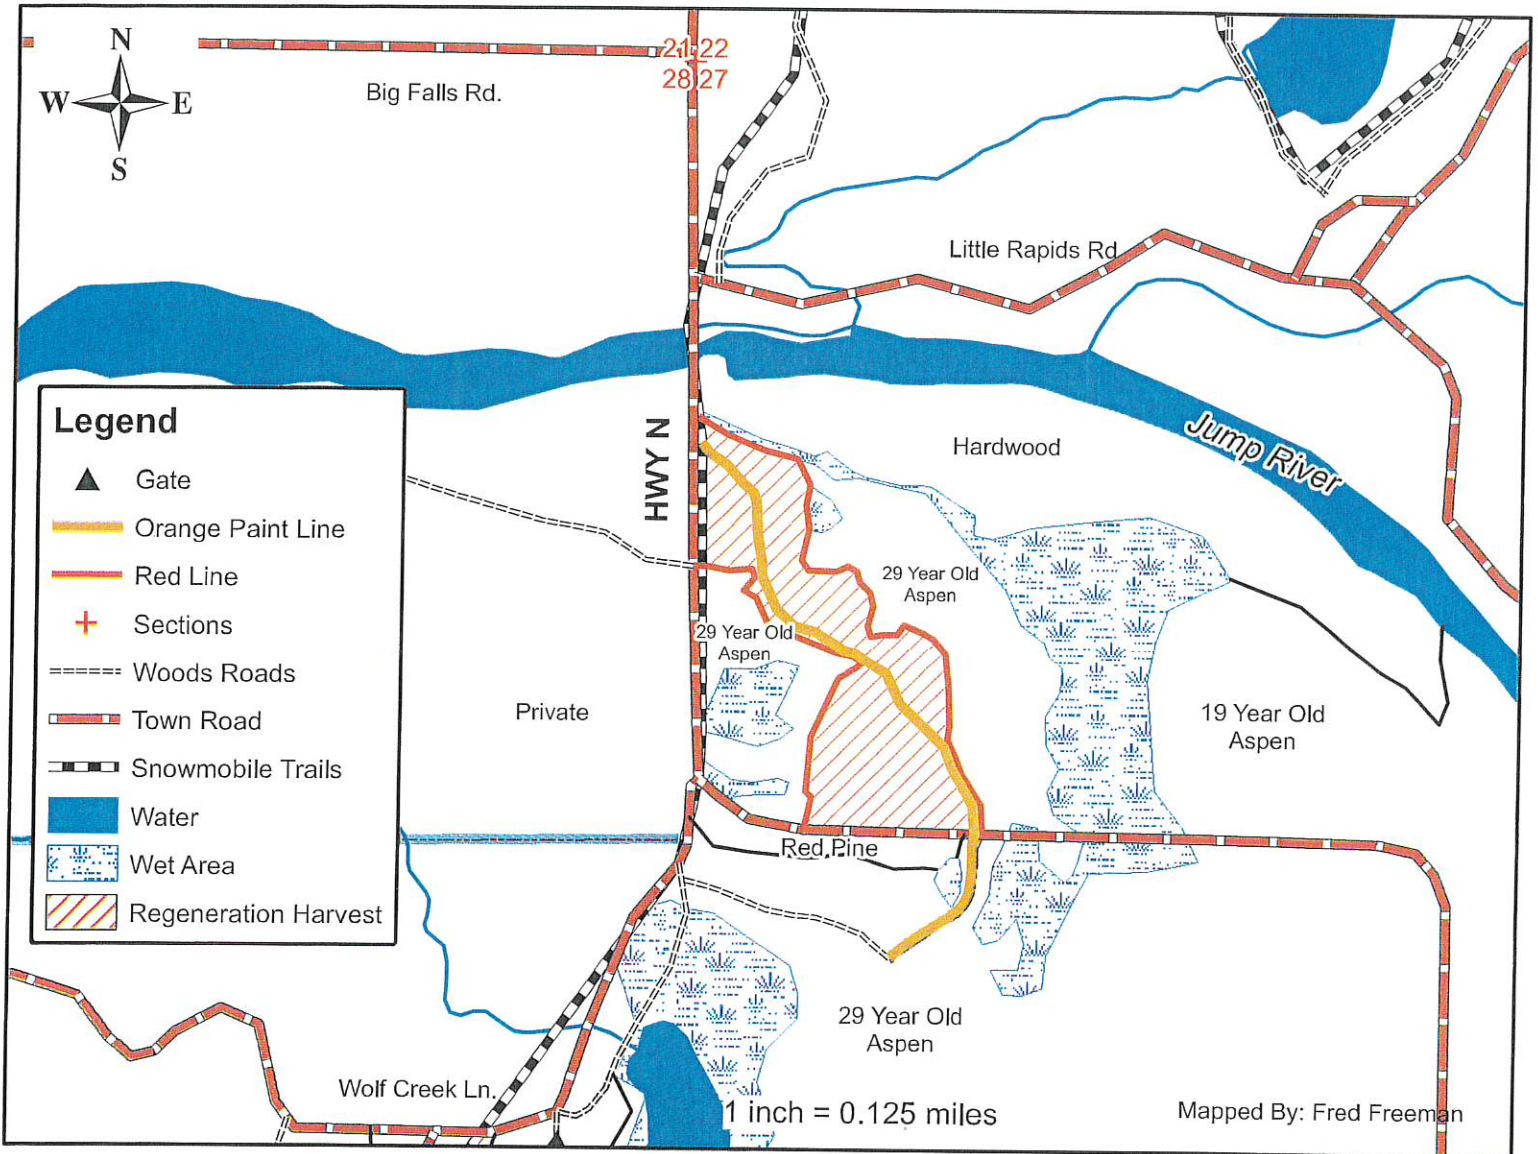 N
W E
S
21 22
28 27
Big Falls Rd.
Little Rapids Rd
Jump River
Hardwood
HWY N
Legend
Gate
Orange Paint Line
Red Line
Sections
Woods Roads
Town Road
Snowmobile Trails
Water
Wet Area
Regeneration Harvest
29 Year Old
Aspen
29 Year Old
Aspen
Private
19 Year Old
Aspen
Red Pine
29 Year Old
Aspen
Wolf Creek Ln.
1 inch = 0.125 miles
Mapped By: Fred Freeman